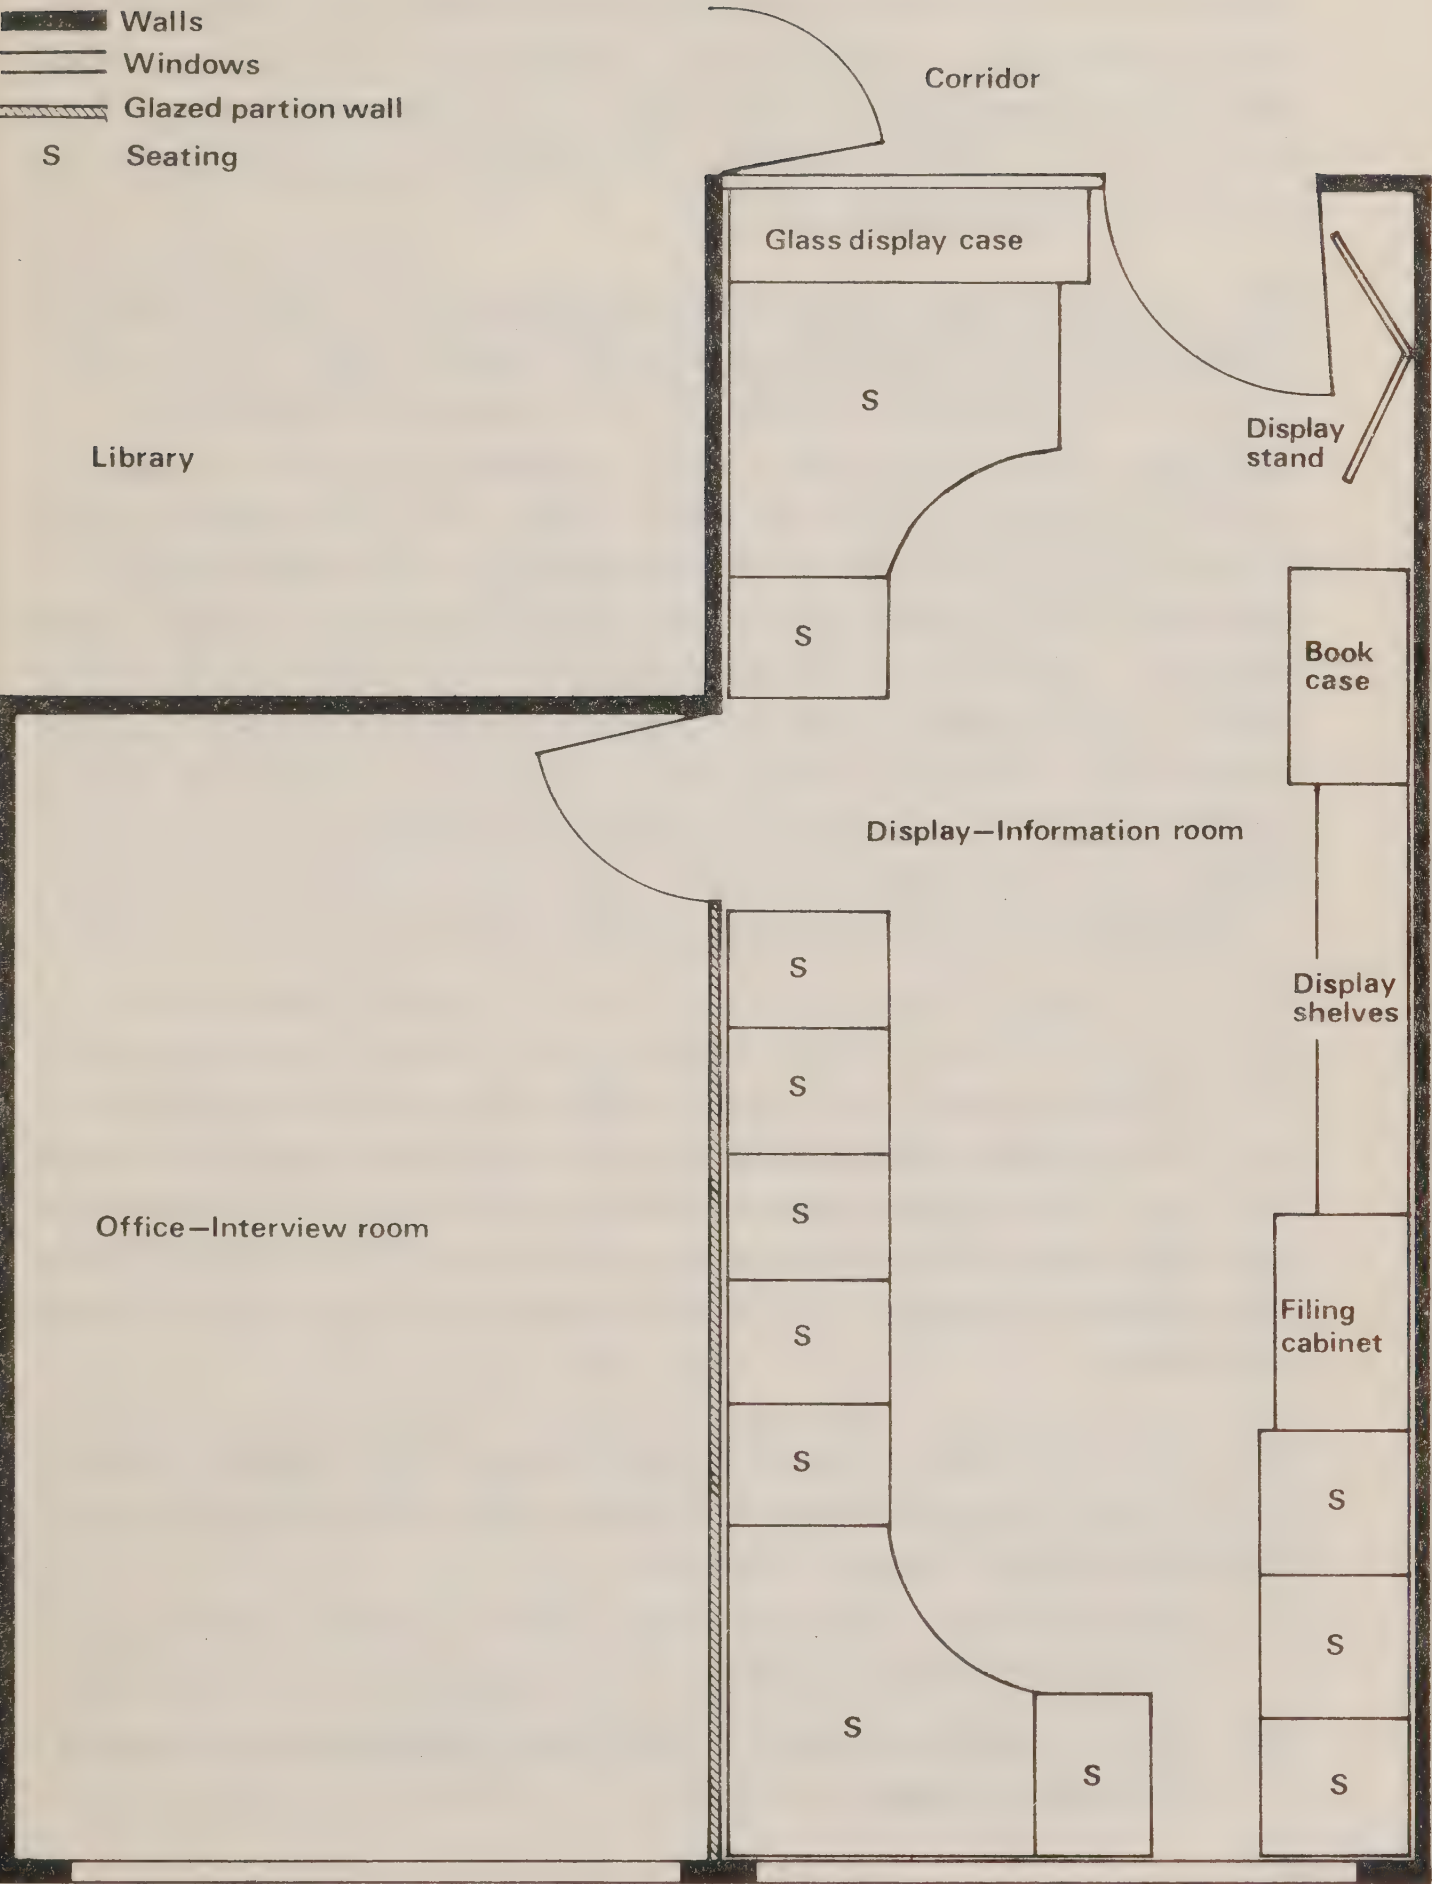 Walls
Windows
Glazed partion wall
S Seating
Corridor
Glass display case
S
Display
stand
Library
S
Book
case
Display—Information room
S
Display
shelves
S
S
Office—Interview room
Filing
cabinet
S
S
S
S
S
S
S